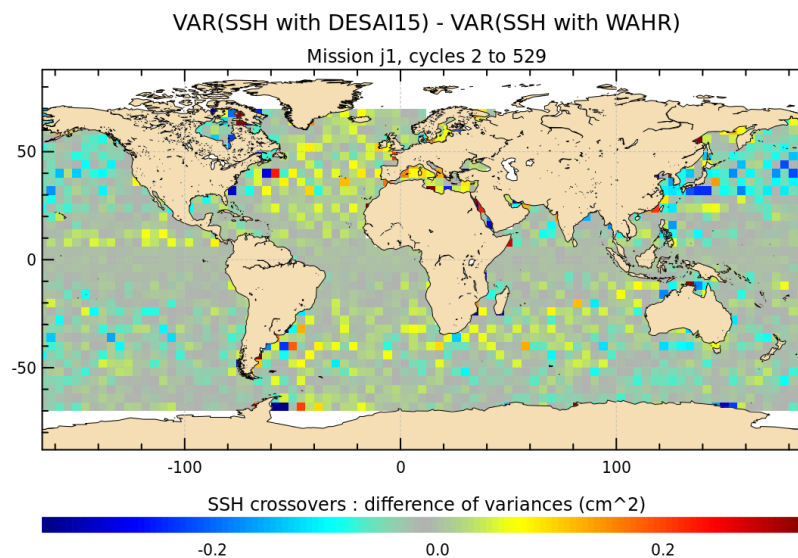 VAR(SSH with DESAI15) - VAR(SSH with WAHR)
Mission j1, cycles 2 to 529
50
0
-50
-100 0 100
SSH crossovers : difference of variances (cm^2)
-0.2 0.0 0.2